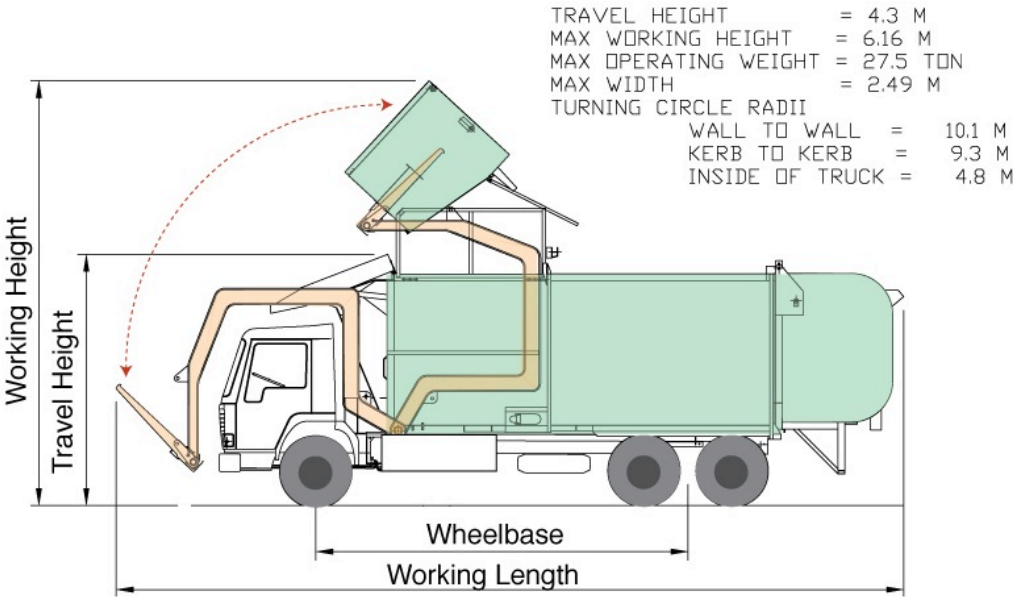 TRAVEL HEIGHT = 4.3 M
MAX WORKING HEIGHT = 6.16 M
MAX OPERATING WEIGHT = 27.5 TON
MAX WIDTH = 2.49 M
TURNING CIRCLE RADII
WALL TO WALL = 10.1 M
KERB TO KERB = 9.3 M
INSIDE OF TRUCK = 4.8 M
Working Height
Travel Height
Wheelbase
Working Length